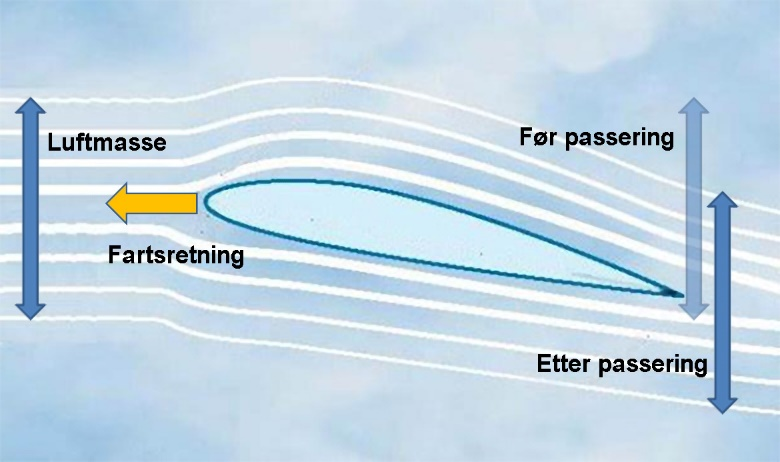 Luftmasse
Før passering
Fartsretning
Etter passering